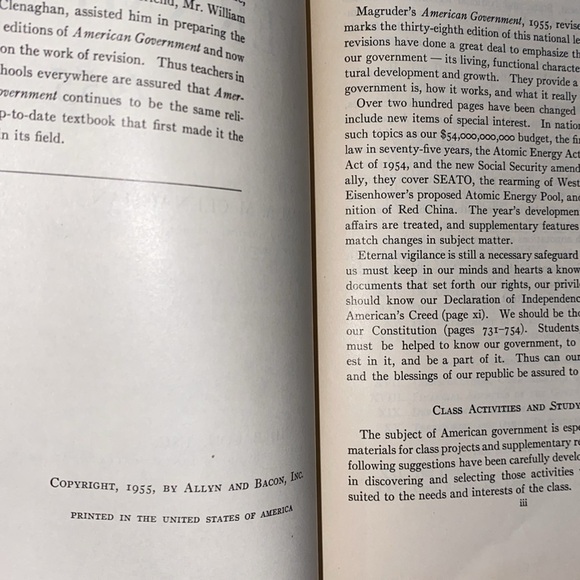 Mr. William
Clenaghan, assisted him in preparing the
editions of American Government and now
on the work of revision. Thus teachers in
hools everywhere are assured that Amer-
overnment continues to be the same reli-
p-to-date textbook that first made it the
n its field.
COPYRIGHT, 1955, BY ALLYN AND BACON, INC.
PRINTED IN THE UNITED STATES OF AMERICA
Magruder's American Government, 1955, revise
marks the thirty-eighth edition of this national le
revisions have done a great deal to emphasize th
our government — its living, functional characte
tural development and growth. They provide a
government is, how it works, and what it really
Over two hundred pages have been changed
include new items of special interest. In nation
such topics as our $54,000,000,000 budget, the fir
law in seventy-five years, the Atomic Energy Act
Act of 1954, and the new Social Security amend
ally, they cover SEATO, the rearming of West
Eisenhower's proposed Atomic Energy Pool, and
nition of Red China. The year's developmen
affairs are treated, and supplementary features
match changes in subject matter.
Eternal vigilance is still a necessary safeguard
us must keep in our minds and hearts a know
documents that set forth our rights, our privile
should know our Declaration of Independenc
American's Creed (page xi). We should be tho
our Constitution (pages 731–754). Students
must be helped to know our government, to
est in it, and be a part of it. Thus can our
and the blessings of our republic be assured to
CLASS ACTIVITIES AND STUDY
The subject of American government is espe
materials for class projects and supplementary re
following suggestions have been carefully develo
in discovering and selecting those activities
suited to the needs and interests of the class.
iii